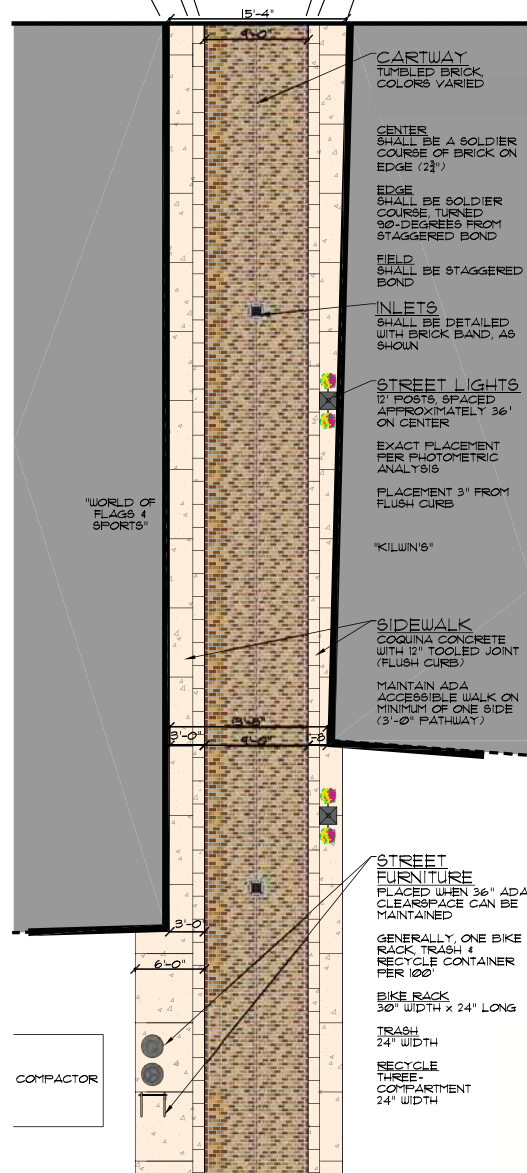 15'-4"
9'-0"
CARTWAY
TUMBLED BRICK,
COLORS VARIED
CENTER
SHALL BE A SOLDIER
COURSE OF BRICK ON
EDGE (2¾")
EDGE
SHALL BE SOLDIER
COURSE, TURNED
90-DEGREES FROM
STAGGERED BOND
FIELD
SHALL BE STAGGERED
BOND
INLETS
SHALL BE DETAILED
WITH BRICK BAND, AS
SHOWN
STREET LIGHTS
12' POSTS, SPACED
APPROXIMATELY 36'
ON CENTER
EXACT PLACEMENT
PER PHOTOMETRIC
ANALYSIS
PLACEMENT 3" FROM
FLUSH CURB
"WORLD OF
FLAGS &
SPORTS"
"KILWIN'S"
SIDEWALK
COQUINA CONCRETE
WITH 12" TOOLED JOINT
(FLUSH CURB)
MAINTAIN ADA
ACCESSIBLE WALK ON
MINIMUM OF ONE SIDE
(3'-0" PATHWAY)
3'-0"
9'-0"
STREET
FURNITURE
PLACED WHEN 36" ADA
CLEARSPACE CAN BE
MAINTAINED
GENERALLY, ONE BIKE
RACK, TRASH &
RECYCLE CONTAINER
PER 100'
BIKE RACK
30" WIDTH x 24" LONG
TRASH
24" WIDTH
RECYCLE
THREE-
COMPARTMENT
24" WIDTH
3'-0"
6'-0"
COMPACTOR